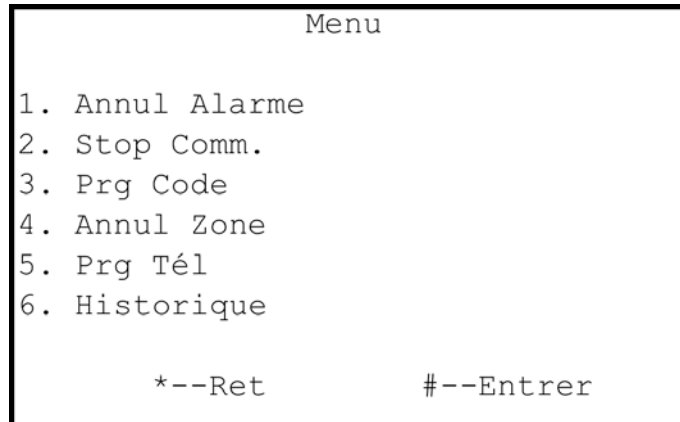 Menu
1. Annul Alarme
2. Stop Comm.
3. Prg Code
4. Annul Zone
5. Prg Tél
6. Historique
*--Ret #--Entrer